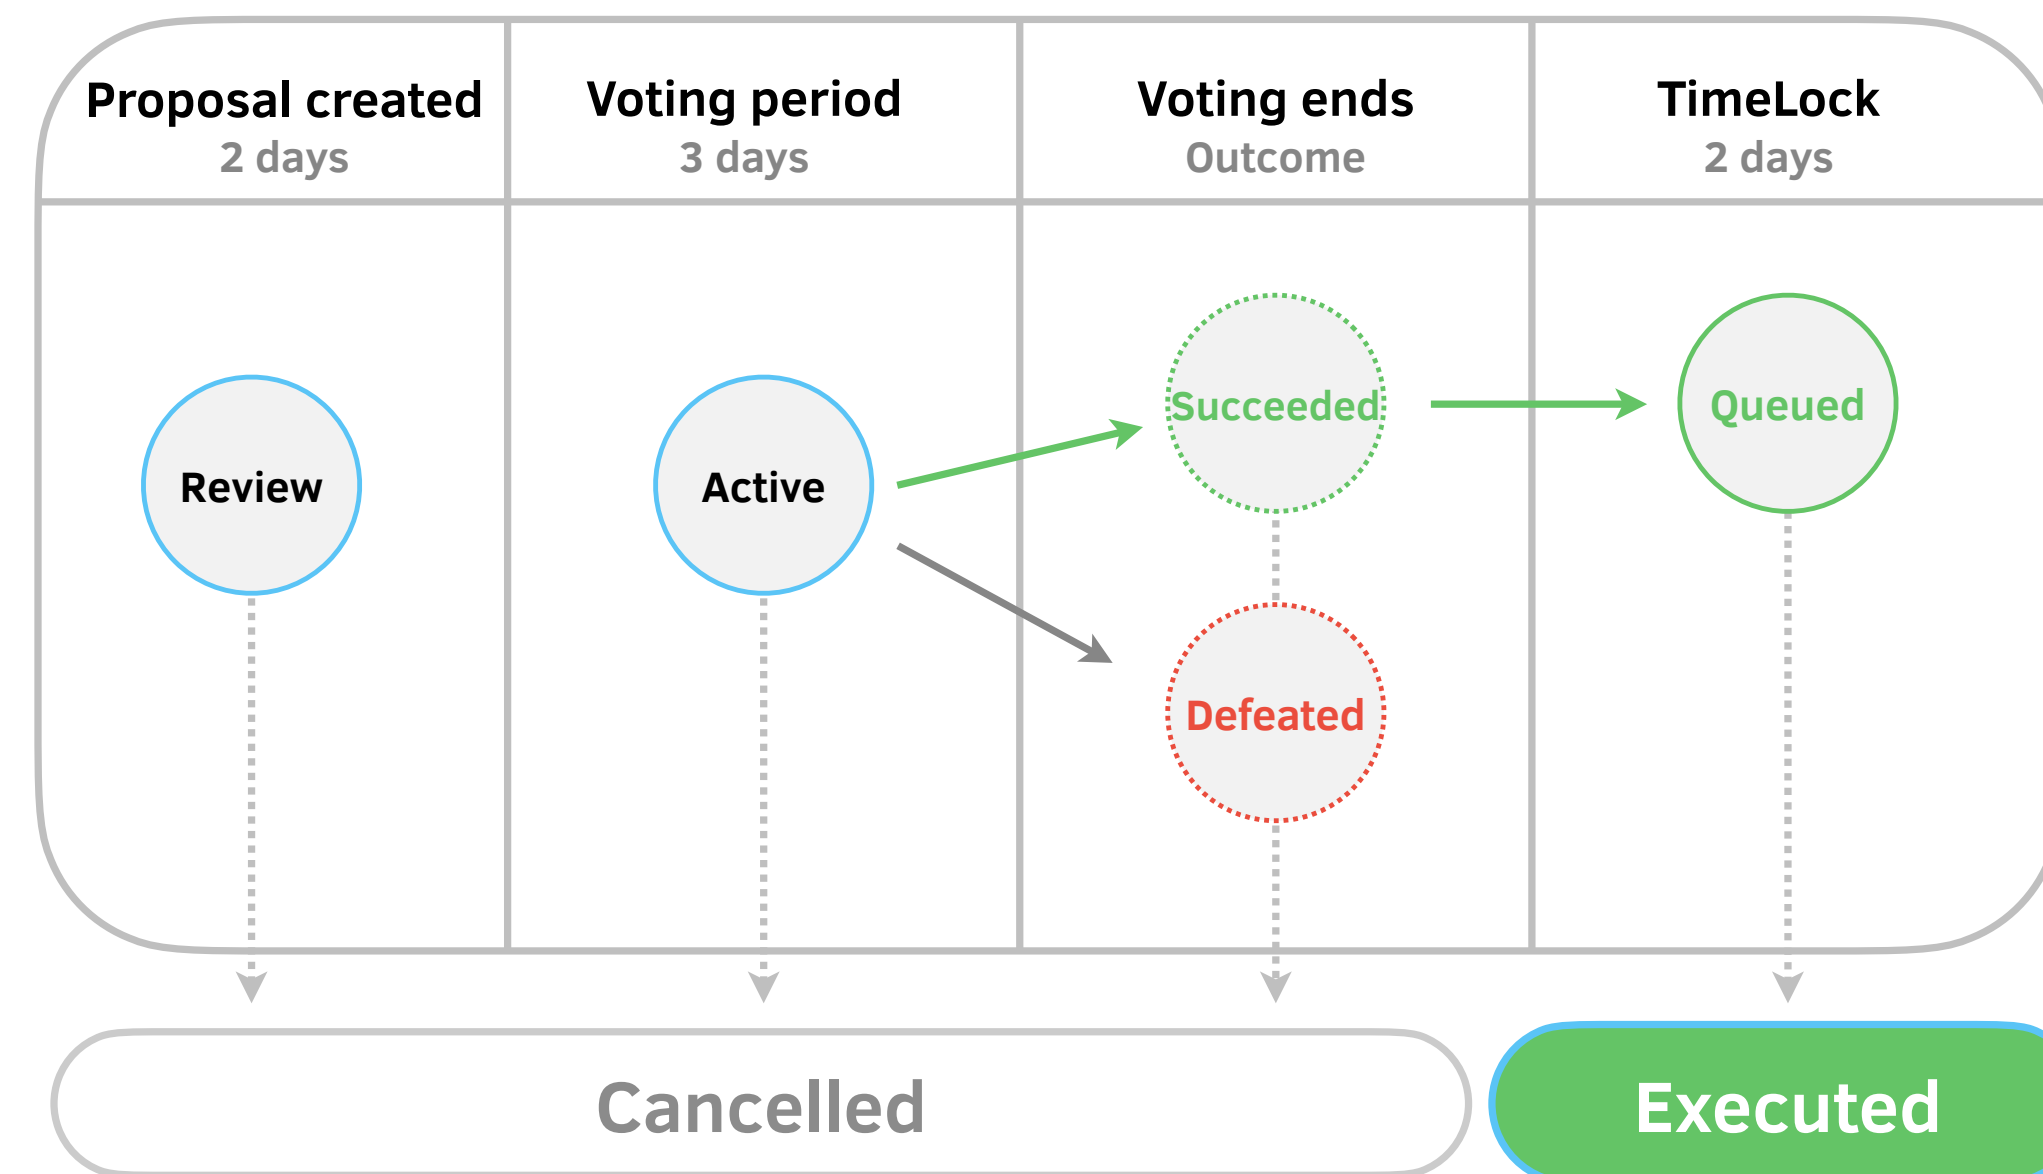 Proposal created
2 days
Voting period
3 days
Voting ends
Outcome
TimeLock
2 days
Review
Active
Succeeded
Queued
Defeated
Cancelled
Executed